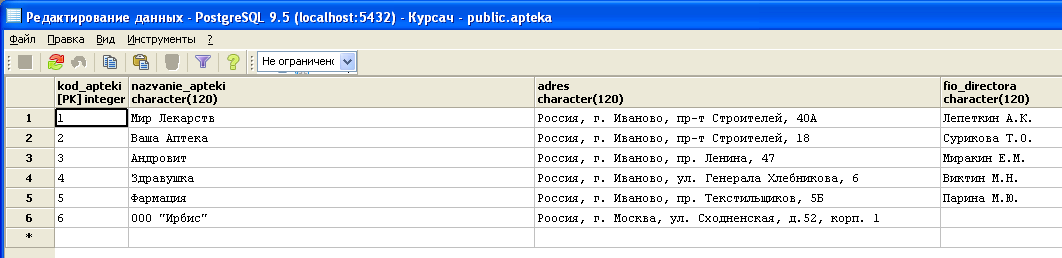 Редактирование данных - PostgreSQL 9.5 (localhost:5432) - Курсач - public.apteka
Файл Правка Вид Инструменты ?
Не ограничено
kod_apteki nazvanie_apteki adres fio_directora
[PK] integer character(120) character(120) character(120)
1 1 Мир Лекарств Россия, г. Иваново, пр-т Строителей, 40А Лепеткин А.К.
2 2 Ваша Аптека Россия, г. Иваново, пр-т Строителей, 18 Сурикова Т.О.
3 3 Андровит Россия, г. Иваново, пр. Ленина, 47 Миракин Е.М.
4 4 Здравушка Россия, г. Иваново, ул. Генерала Хлебникова, 6 Виктин М.Н.
5 5 Фармация Россия, г. Иваново, пр. Текстильщиков, 5Б Парина М.Ю.
6 6 ООО "Ирбис" Роосия, г. Москва, ул. Сходненская, д.52, корп. 1
*